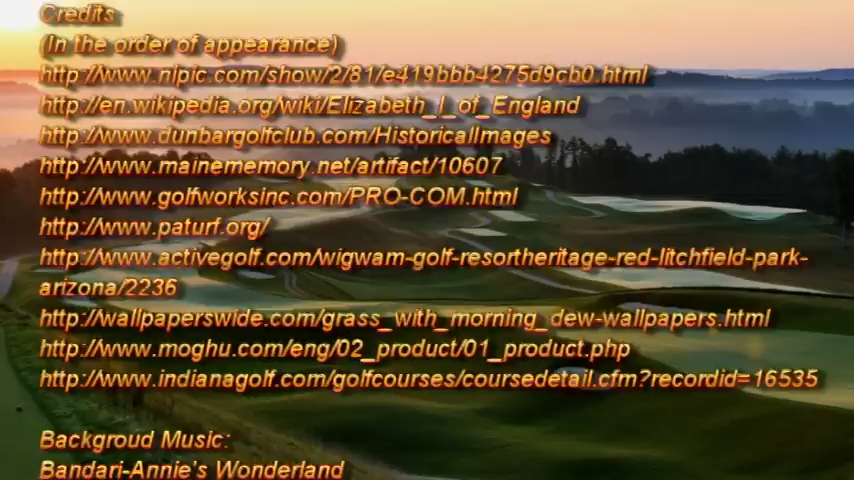 Credits
(In the order of appearance)
http://www.nipic.com/show/2/81/e419bbb4275d9cb0.html
http://en.wikipedia.org/wiki/Elizabeth_I_of_England
http://www.dunbargolfclub.com/HistoricalImages
http://www.mainememory.net/artifact/10607
http://www.golfworksinc.com/PRO-COM.html
http://www.paturf.org/
http://www.activegolf.com/wigwam-golf-resortheritage-red-litchfield-park-
arizona/2236
http://wallpaperswide.com/grass_with_morning_dew-wallpapers.html
http://www.moghu.com/eng/02_product/01_product.php
http://www.indianagolf.com/golfcourses/coursedetail.cfm?recordid=16535
Backgroud Music:
Bandari-Annie's Wonderland